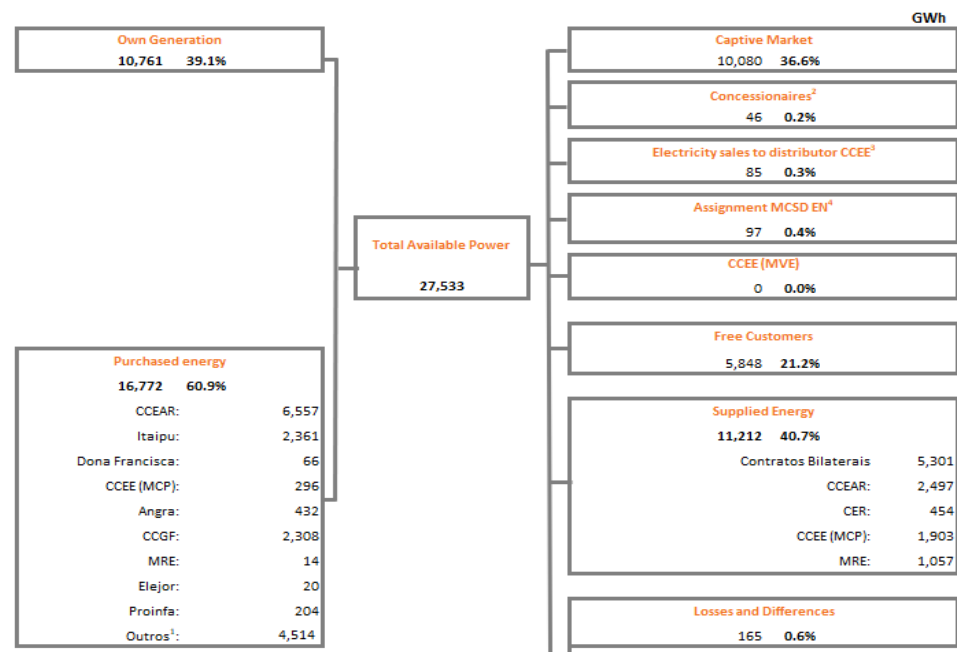 GWh
Own Generation
10,761 39.1%
Captive Market
10,080 36.6%
Concessionaires²
46 0.2%
Electricity sales to distributor CCEE³
85 0.3%
Assignment MCSD EN⁴
97 0.4%
Total Available Power
27,533
CCEE (MVE)
0 0.0%
Free Customers
5,848 21.2%
Purchased energy
16,772 60.9%
CCEAR: 6,557
Itaipu: 2,361
Dona Francisca: 66
CCEE (MCP): 296
Angra: 432
CCGF: 2,308
MRE: 14
Elejor: 20
Proinfa: 204
Outros¹: 4,514
Supplied Energy
11,212 40.7%
Contratos Bilaterais 5,301
CCEAR: 2,497
CER: 454
CCEE (MCP): 1,903
MRE: 1,057
Losses and Differences
165 0.6%